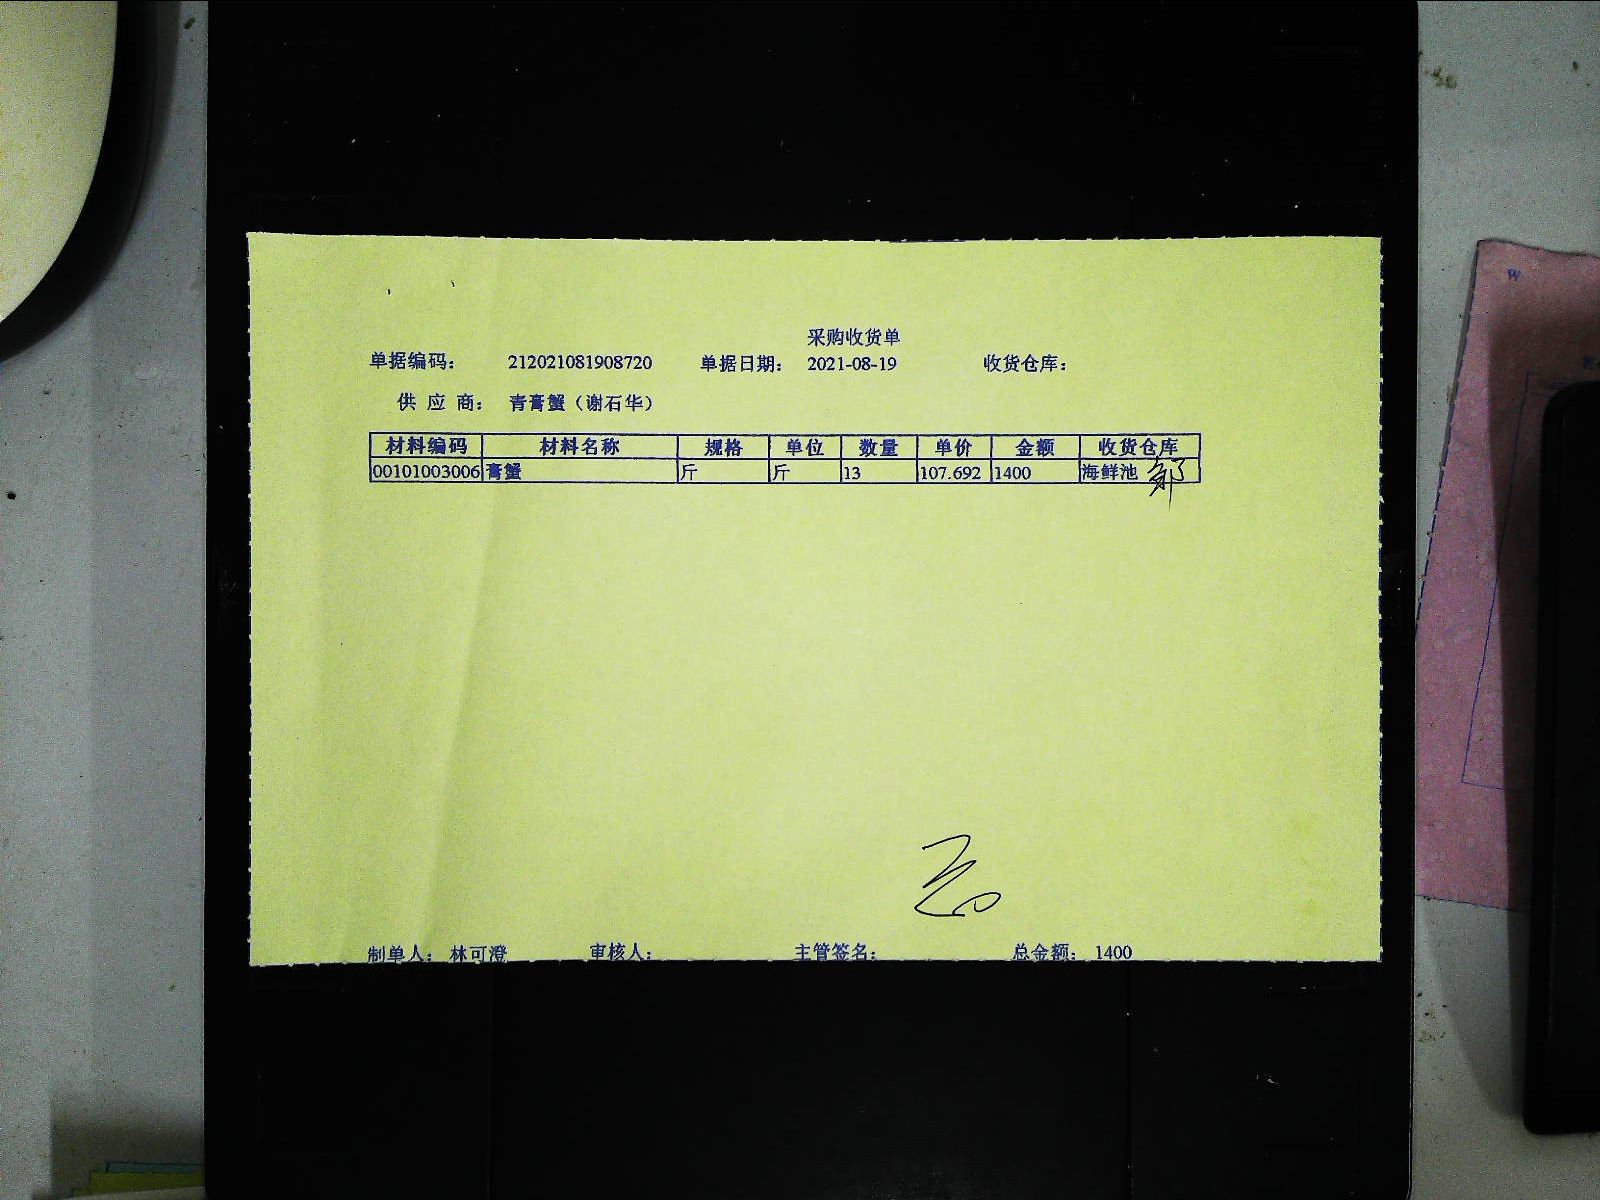 采购收货单
单据编码: 212021081908720 单据日期: 2021-08-19 收货仓库:
供 应 商: 青膏蟹（谢石华）
材料编码 材料名称 规格 单位 数量 单价 金额 收货仓库
00101003006 膏蟹 斤 斤 13 107.692 1400 海鲜池
制单人: 林可澄 审核人: 主管签名: 总金额: 1400
W